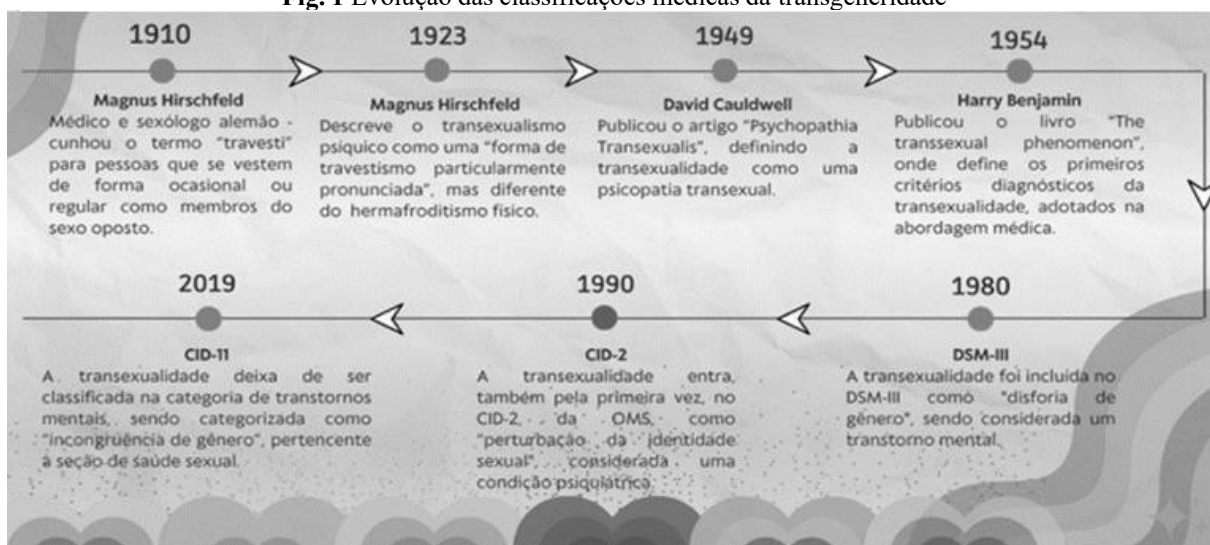 Fig. 1 Evolução das classificações médicas da transgeneridade
1910
Magnus Hirschfeld
Médico e sexólogo alemão -
cunhou o termo "travesti"
para pessoas que se vestem
de forma ocasional ou
regular como membros do
sexo oposto.
1923
Magnus Hirschfeld
Descreve o transexualismo
psíquico como uma "forma de
travestismo particularmente
pronunciada", mas diferente
do hermafroditismo físico.
1949
David Cauldwell
Publicou o artigo "Psychopathia
Transexualis", definindo a
transexualidade como uma
psicopatia transexual.
1954
Harry Benjamin
Publicou o livro "The
transsexual phenomenon",
onde define os primeiros
critérios diagnósticos da
transexualidade, adotados na
abordagem médica.
1980
DSM-III
A transexualidade foi incluída no
DSM-III como "disforia de
gênero", sendo considerada um
transtorno mental.
1990
CID-2
A transexualidade entra,
também pela primeira vez, no
CID-2, da OMS, como
"perturbação da identidade
sexual", considerada uma
condição psiquiátrica.
2019
CID-11
A transexualidade deixa de ser
classificada na categoria de transtornos
mentais, sendo categorizada como
"incongruência de gênero", pertencente
à seção de saúde sexual.